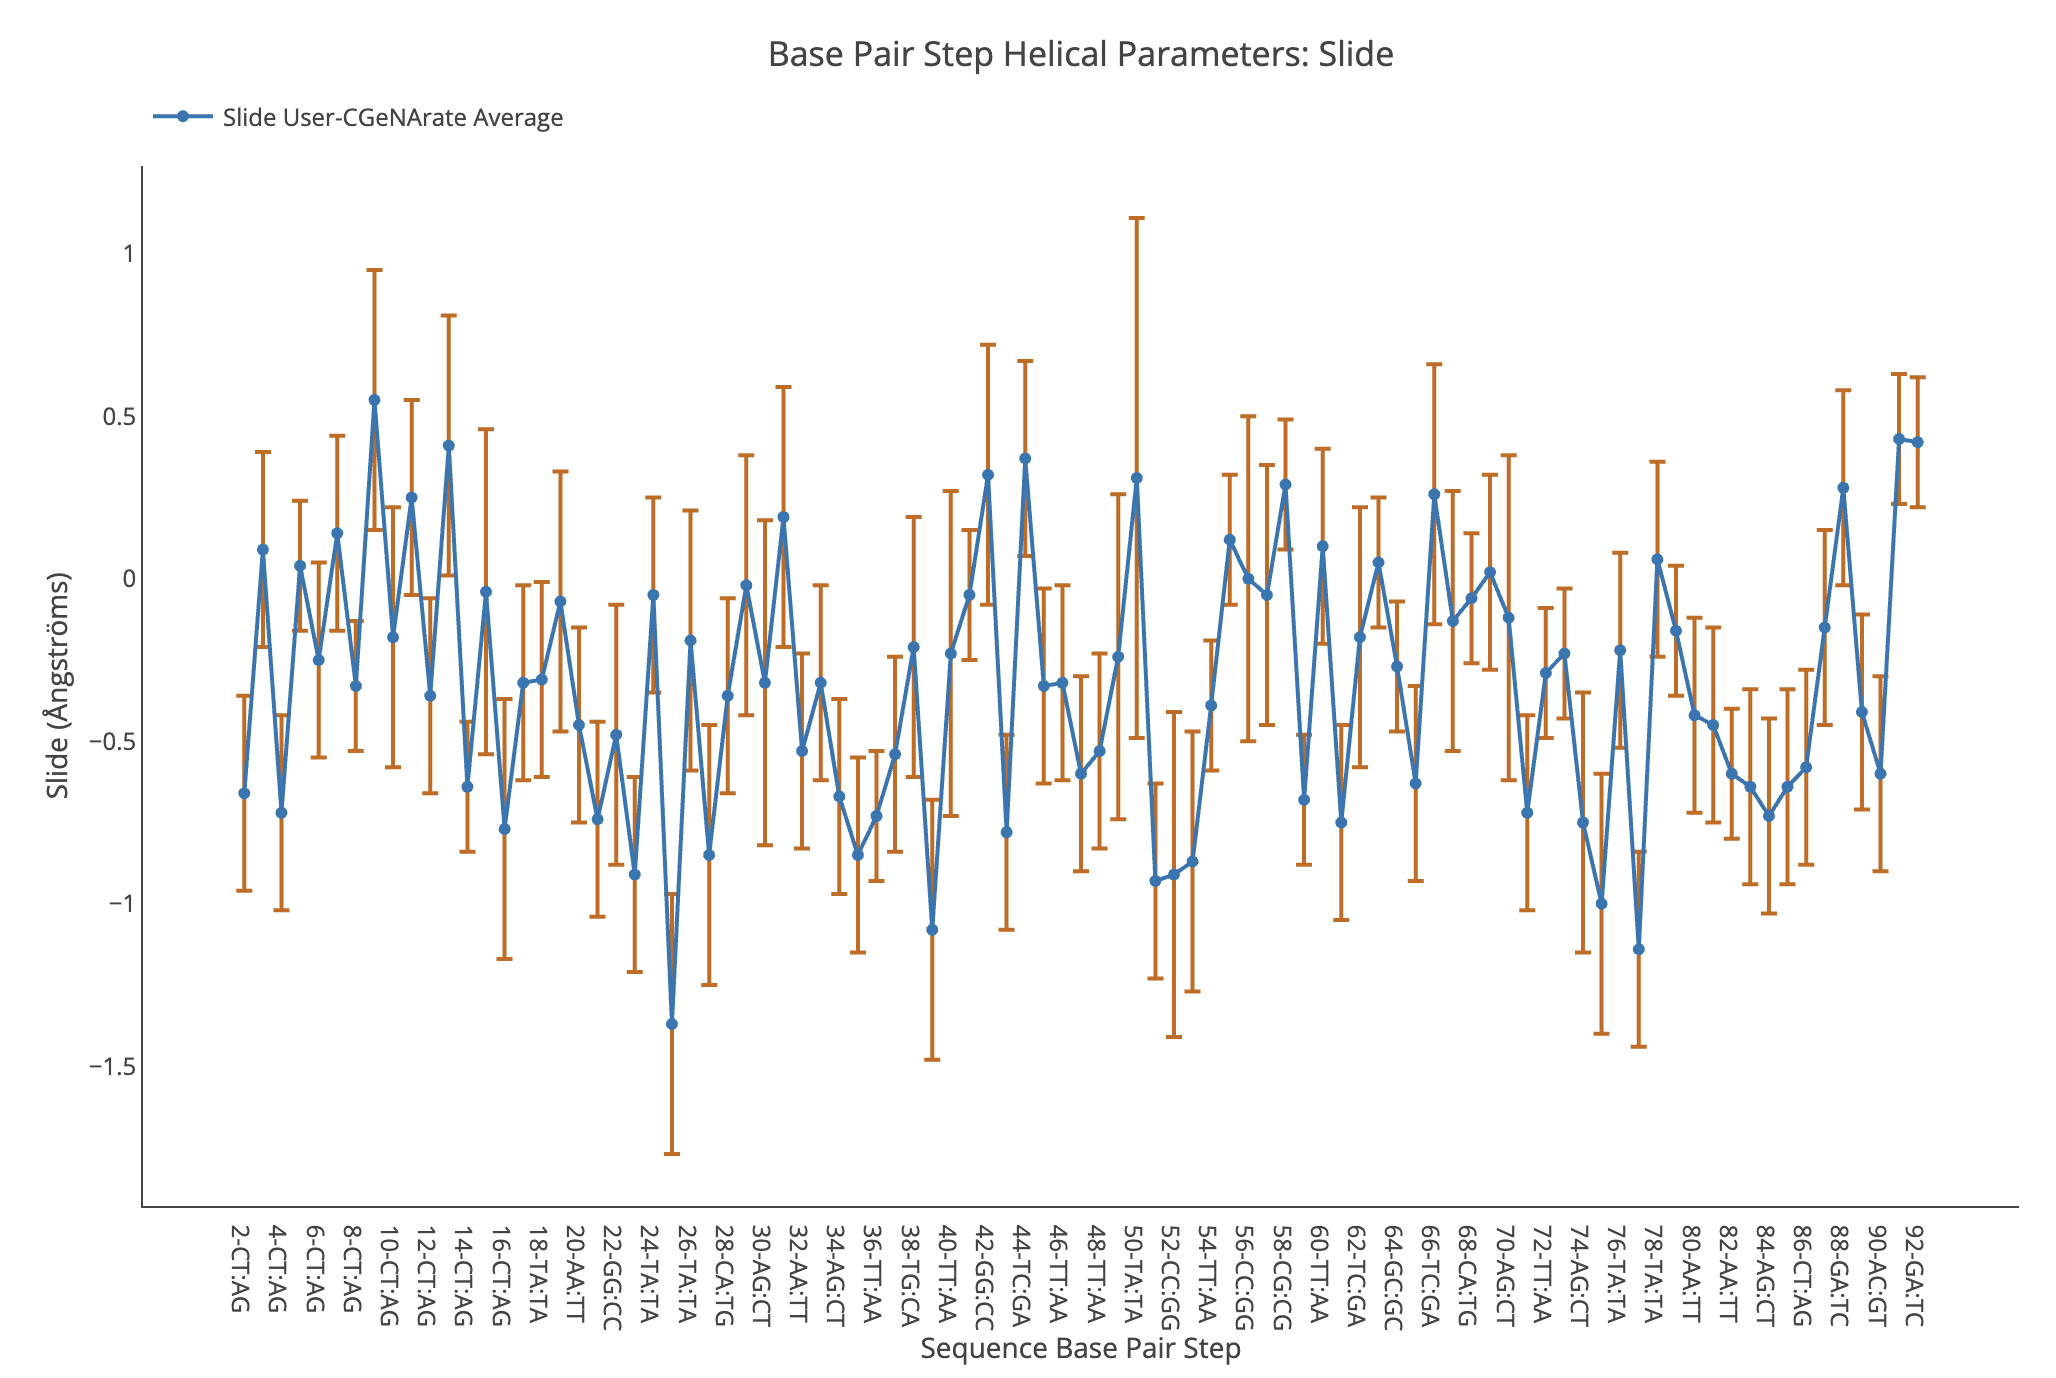 Base Pair Step Helical Parameters: Slide
Slide User-CGeNArate Average
Slide (Ångströms)
1
0.5
0
−0.5
−1
−1.5
2-CT:AG
4-CT:AG
6-CT:AG
8-CT:AG
10-CT:AG
12-CT:AG
14-CT:AG
16-CT:AG
18-TA:TA
20-AA:TT
22-GG:CC
24-TA:TA
26-TA:TA
28-CA:TG
30-AG:CT
32-AA:TT
34-AG:CT
36-TT:AA
38-TG:CA
40-TT:AA
42-GG:CC
44-TC:GA
46-TT:AA
48-TT:AA
50-TA:TA
52-CC:GG
54-TT:AA
56-CC:GG
58-CG:CG
60-TT:AA
62-TC:GA
64-GC:GC
66-TC:GA
68-CA:TG
70-AG:CT
72-TT:AA
74-AG:CT
76-TA:TA
78-TA:TA
80-AA:TT
82-AA:TT
84-AG:CT
86-CT:AG
88-GA:TC
90-AC:GT
92-GA:TC
Sequence Base Pair Step